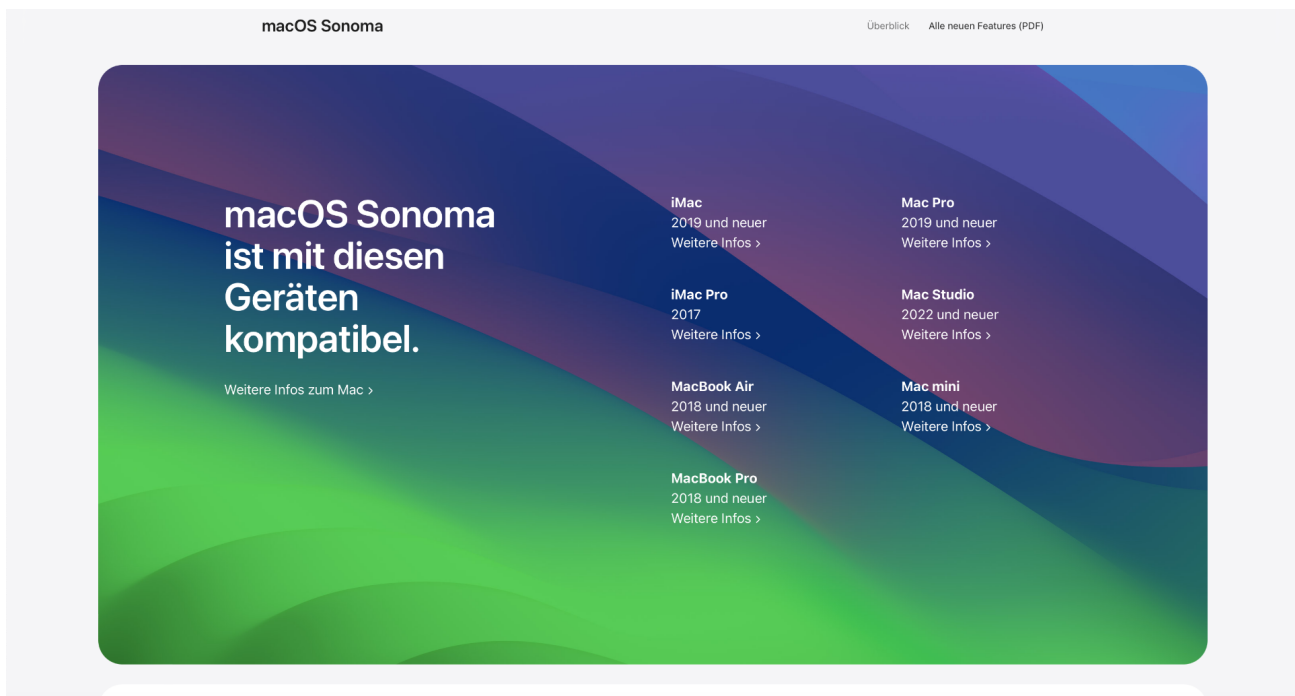 macOS Sonoma
Überblick
Alle neuen Features (PDF)
macOS Sonoma
ist mit diesen
Geräten
kompatibel.
Weitere Infos zum Mac >
iMac
2019 und neuer
Weitere Infos >
iMac Pro
2017
Weitere Infos >
MacBook Air
2018 und neuer
Weitere Infos >
MacBook Pro
2018 und neuer
Weitere Infos >
Mac Pro
2019 und neuer
Weitere Infos >
Mac Studio
2022 und neuer
Weitere Infos >
Mac mini
2018 und neuer
Weitere Infos >